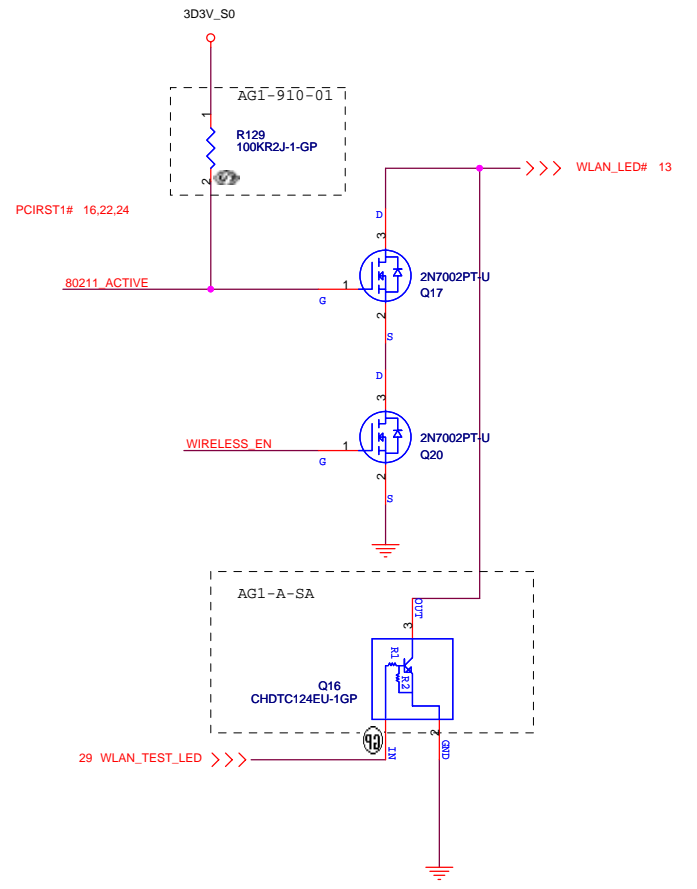 3D3V_S0
AG1-910-01
1
R129
100KR2J-1-GP
2
WLAN_LED# 13
PCIRST1# 16,22,24
D
3
80211_ACTIVE
1
G
2N7002PT-U
Q17
2
S
D
3
WIRELESS_EN
1
G
2N7002PT-U
Q20
2
S
AG1-A-SA
OUT
3
R1
R2
Q16
CHDTC124EU-1GP
GP
IN
2
GND
29 WLAN_TEST_LED